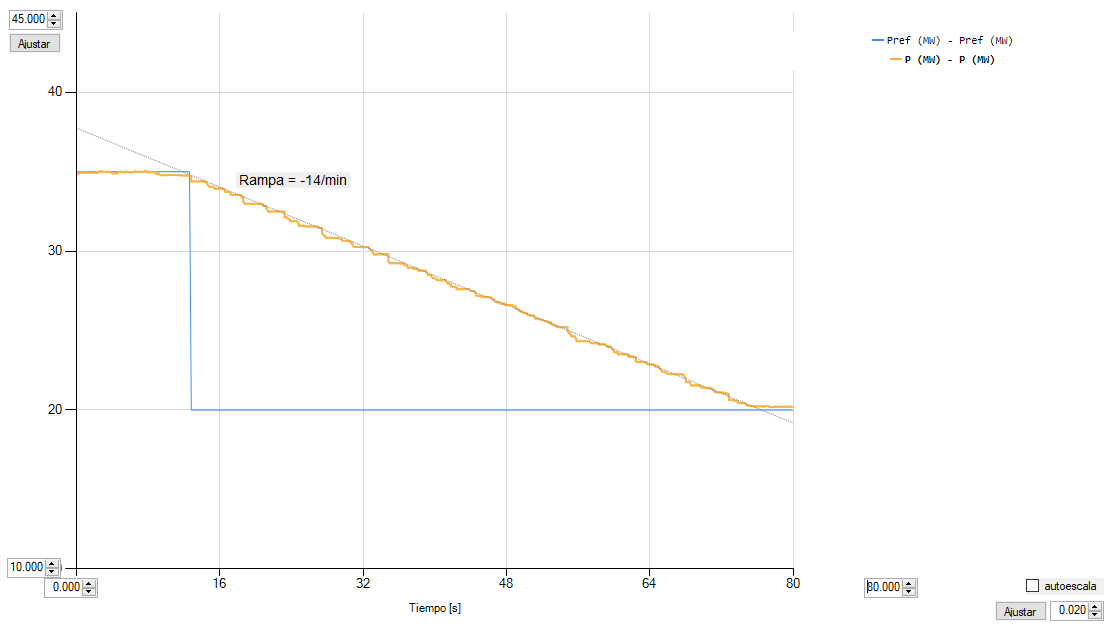 45.000
Ajustar
Pref (MW) - Pref (MW)
P (MW) - P (MW)
40
Rampa = -14/min
30
20
10.000
0.000
16
32
48
64
80
80.000
autoescala
Tiempo [s]
Ajustar
0.020